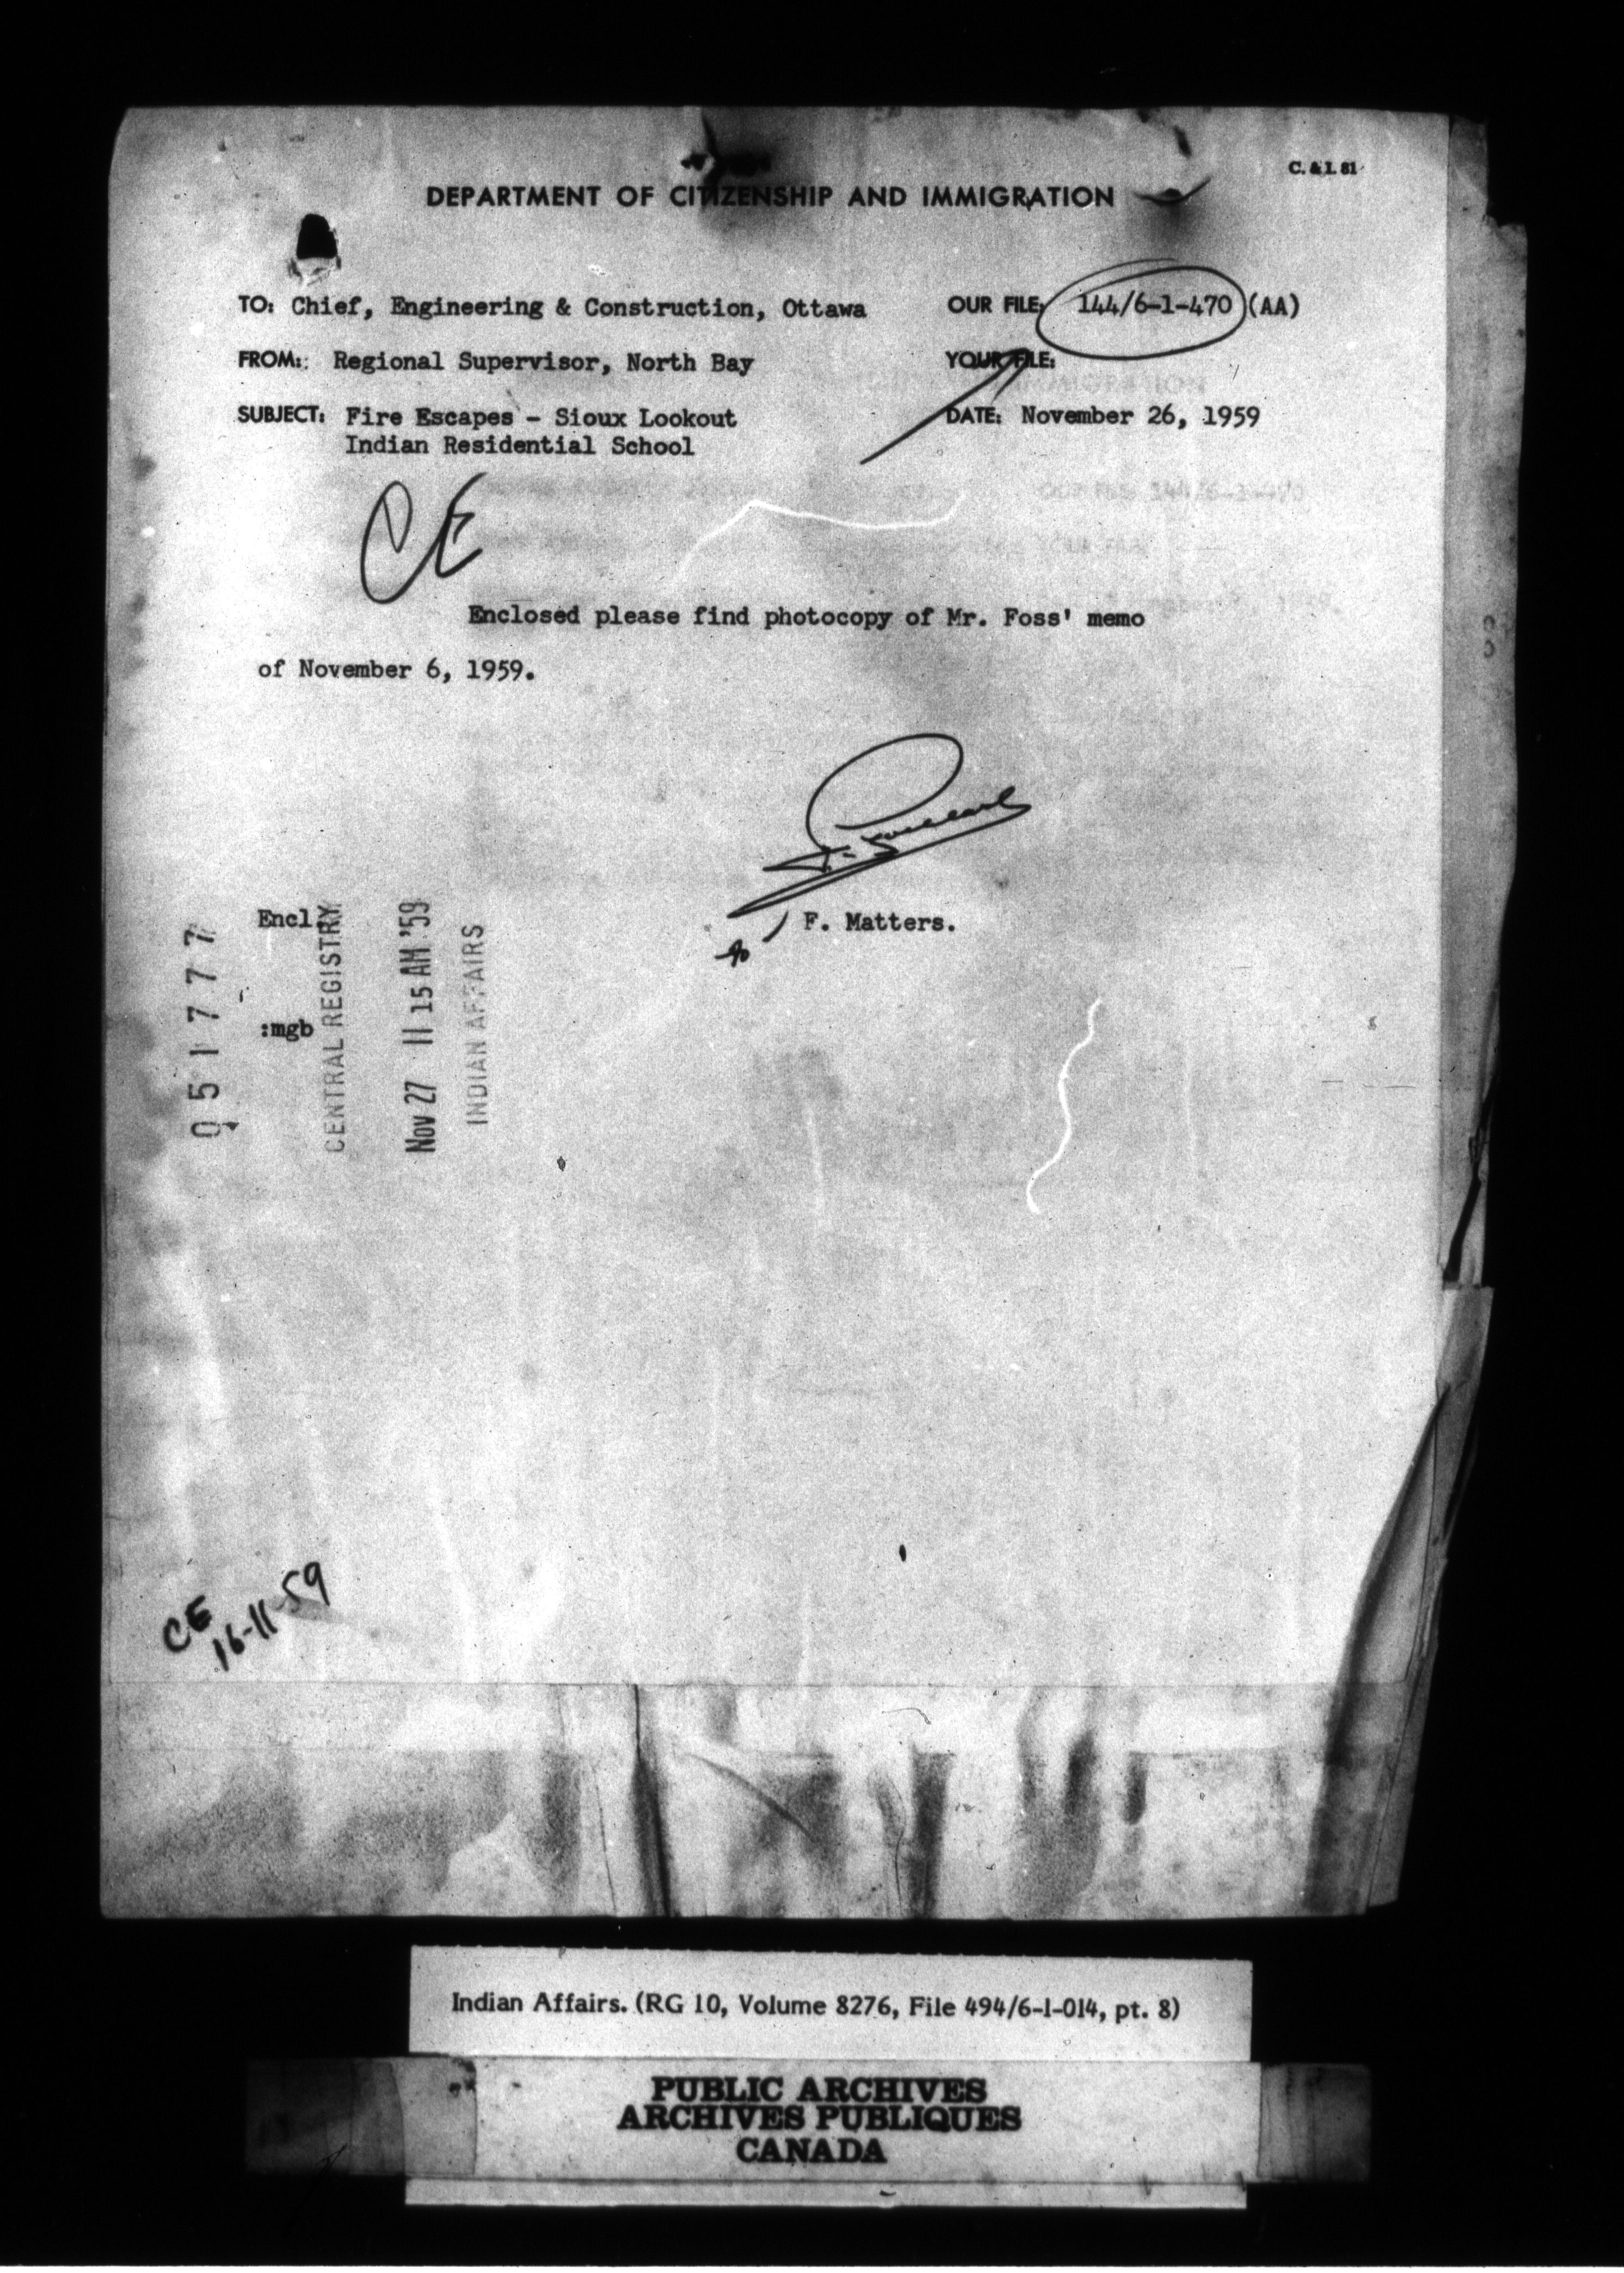 C. & I. 81
DEPARTMENT OF CITIZENSHIP AND IMMIGRATION
TO: Chief, Engineering & Construction, Ottawa
OUR FILE: 144/6-1-470 (AA)
FROM: Regional Supervisor, North Bay
YOUR FILE:
SUBJECT: Fire Escapes - Sioux Lookout
Indian Residential School
DATE: November 26, 1959
CE
Enclosed please find photocopy of Mr. Foss' memo
of November 6, 1959.
F. Matters.
Encl.
:mgb
051777
CENTRAL REGISTRY
Nov 27 11 15 AM '59
INDIAN AFFAIRS
CE
16-11-59
Indian Affairs. (RG 10, Volume 8276, File 494/6-1-014, pt. 8)
PUBLIC ARCHIVES
ARCHIVES PUBLIQUES
CANADA